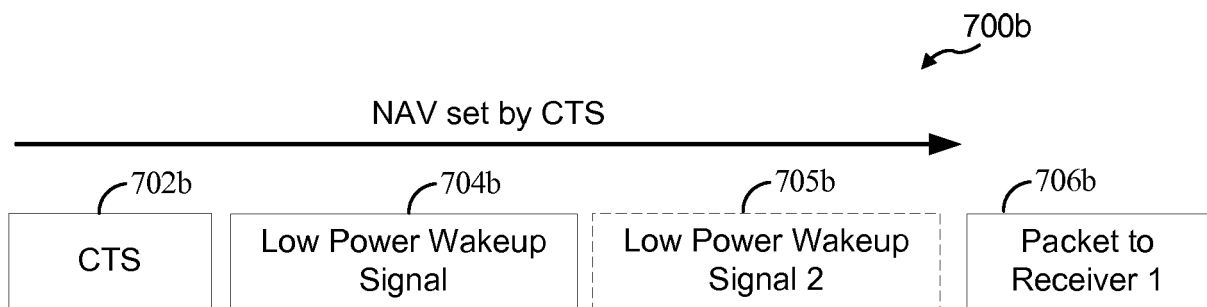 700b
NAV set by CTS
702b
704b
705b
706b
CTS
Low Power Wakeup
Signal
Low Power Wakeup
Signal 2
Packet to
Receiver 1